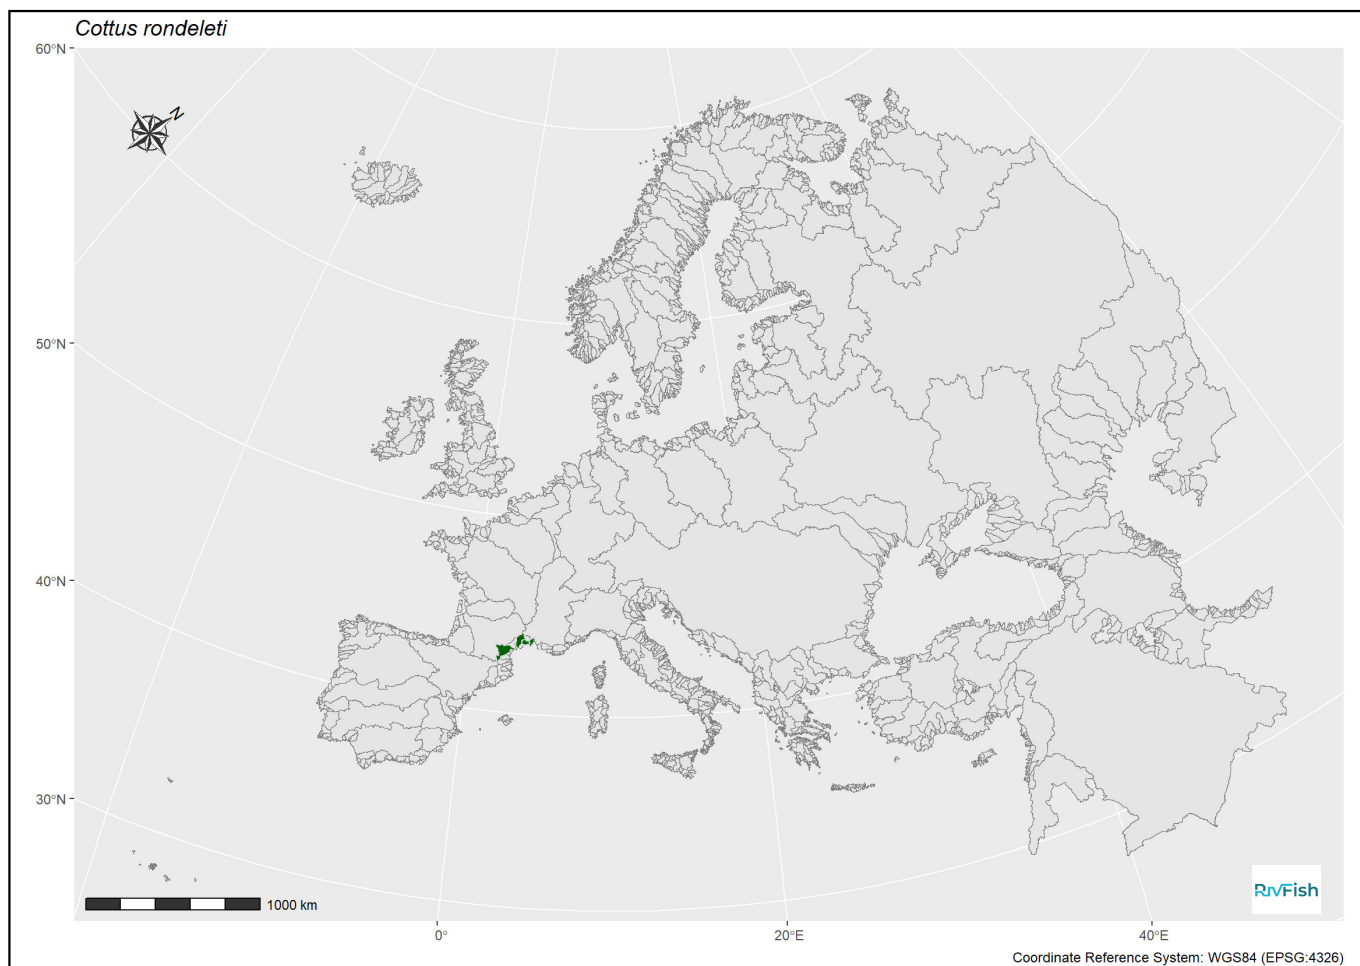 Cottus rondeleti
60°N
N
50°N
40°N
30°N
1000 km
RIVFISH
0°
20°E
40°E
Coordinate Reference System: WGS84 (EPSG:4326)